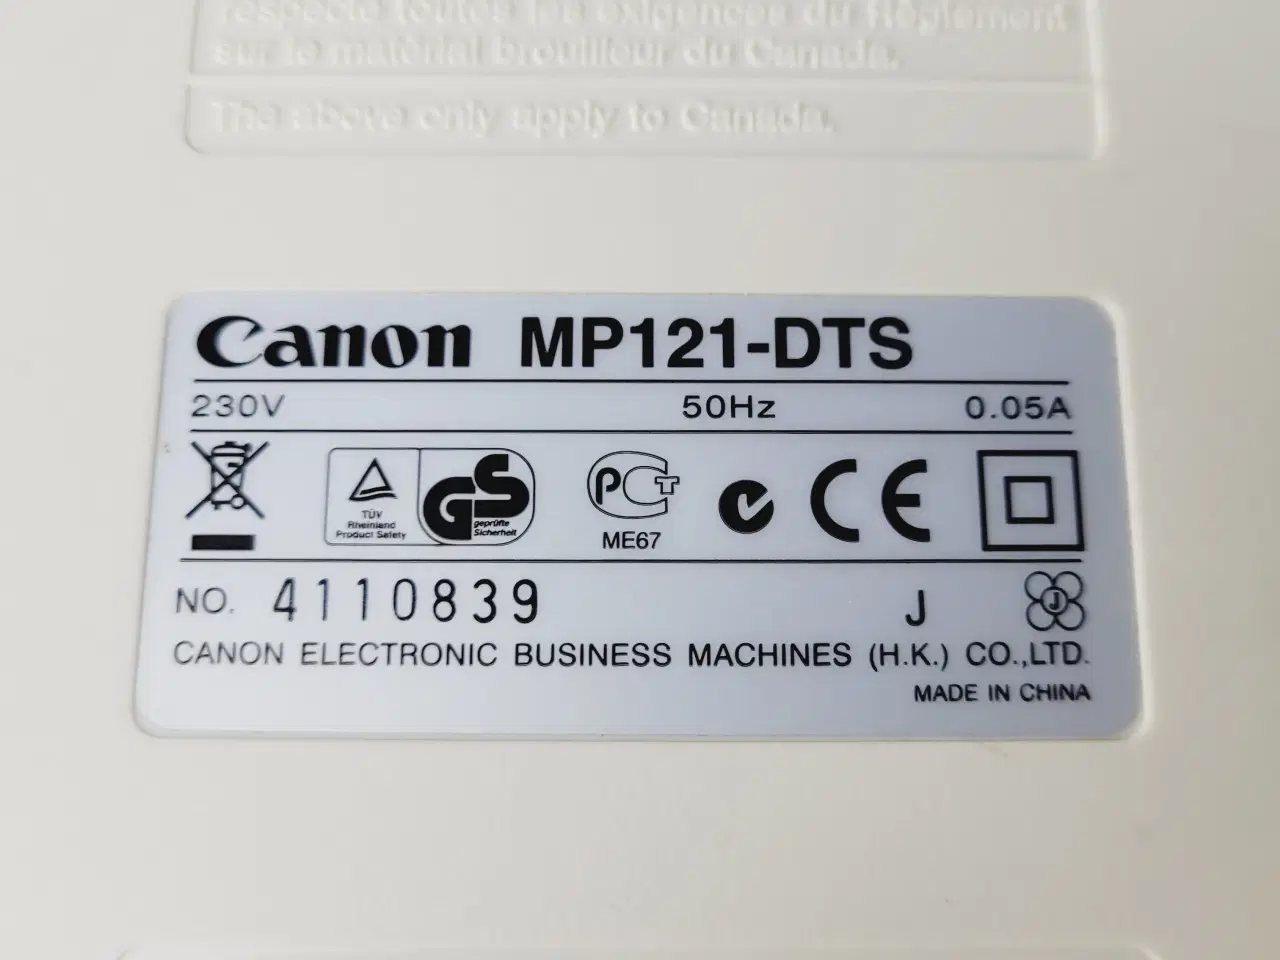 respecte toutes les exigences du Règlement
sur le matérial brouilleur du Canada.
The above only apply to Canada.
Canon MP121-DTS
230V 50Hz 0.05A
TÜV
Rheinland
Product Safety
GS
geprüfte
Sicherheit
РСТ
ME67
CE
NO. 4110839 J J
CANON ELECTRONIC BUSINESS MACHINES (H.K.) CO.,LTD.
MADE IN CHINA